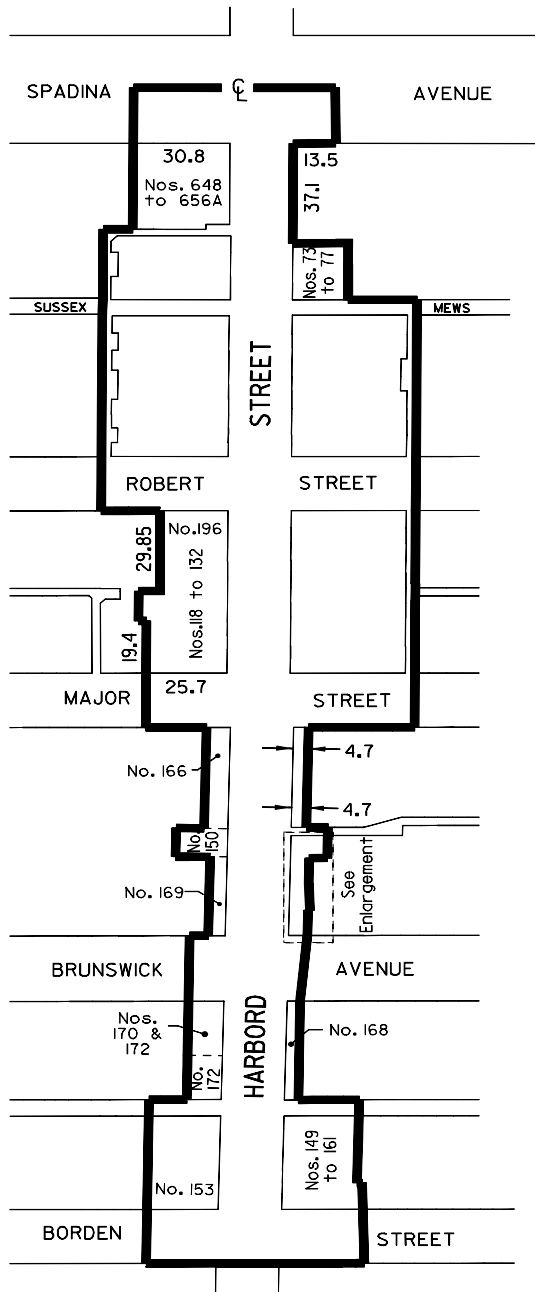 SPADINA
℄
AVENUE
30.8
13.5
Nos. 648
to 656A
37.1
Nos. 73
to 77
SUSSEX
MEWS
STREET
ROBERT
STREET
No.196
29.85
Nos.118 to 132
19.4
25.7
MAJOR
STREET
No. 166
4.7
4.7
No.
150
See
Enlargement
No. 169
BRUNSWICK
AVENUE
Nos.
170 &
172
HARBORD
No. 168
No.
172
Nos. 149
to 161
No. 153
BORDEN
STREET